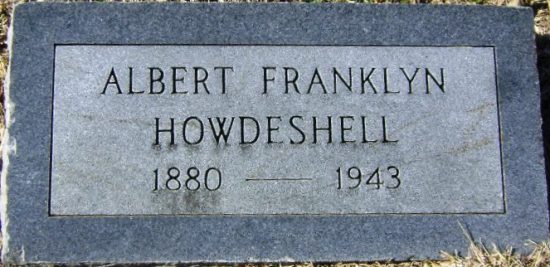 ALBERT FRANKLYN
HOWDESHELL
1880 — 1943